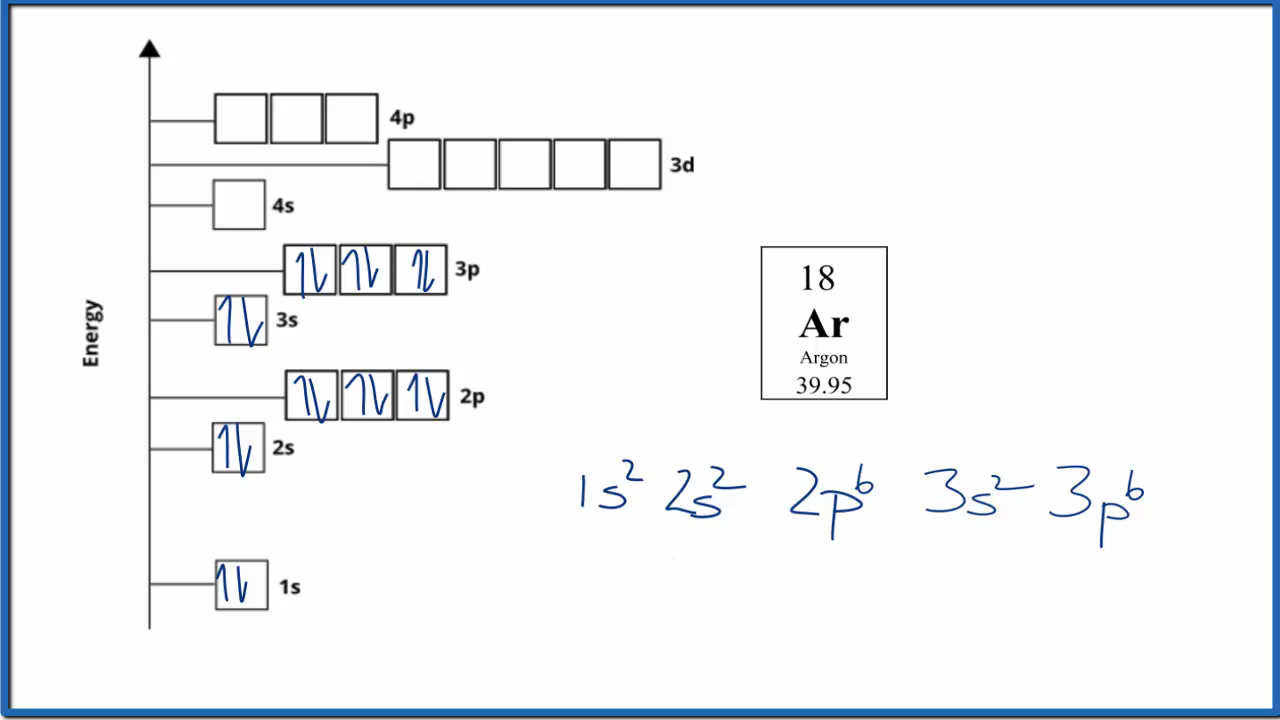 4p
3d
4s
3p
3s
Energy
2p
2s
1s
18
Ar
Argon
39.95
1s² 2s² 2p⁶ 3s² 3p⁶